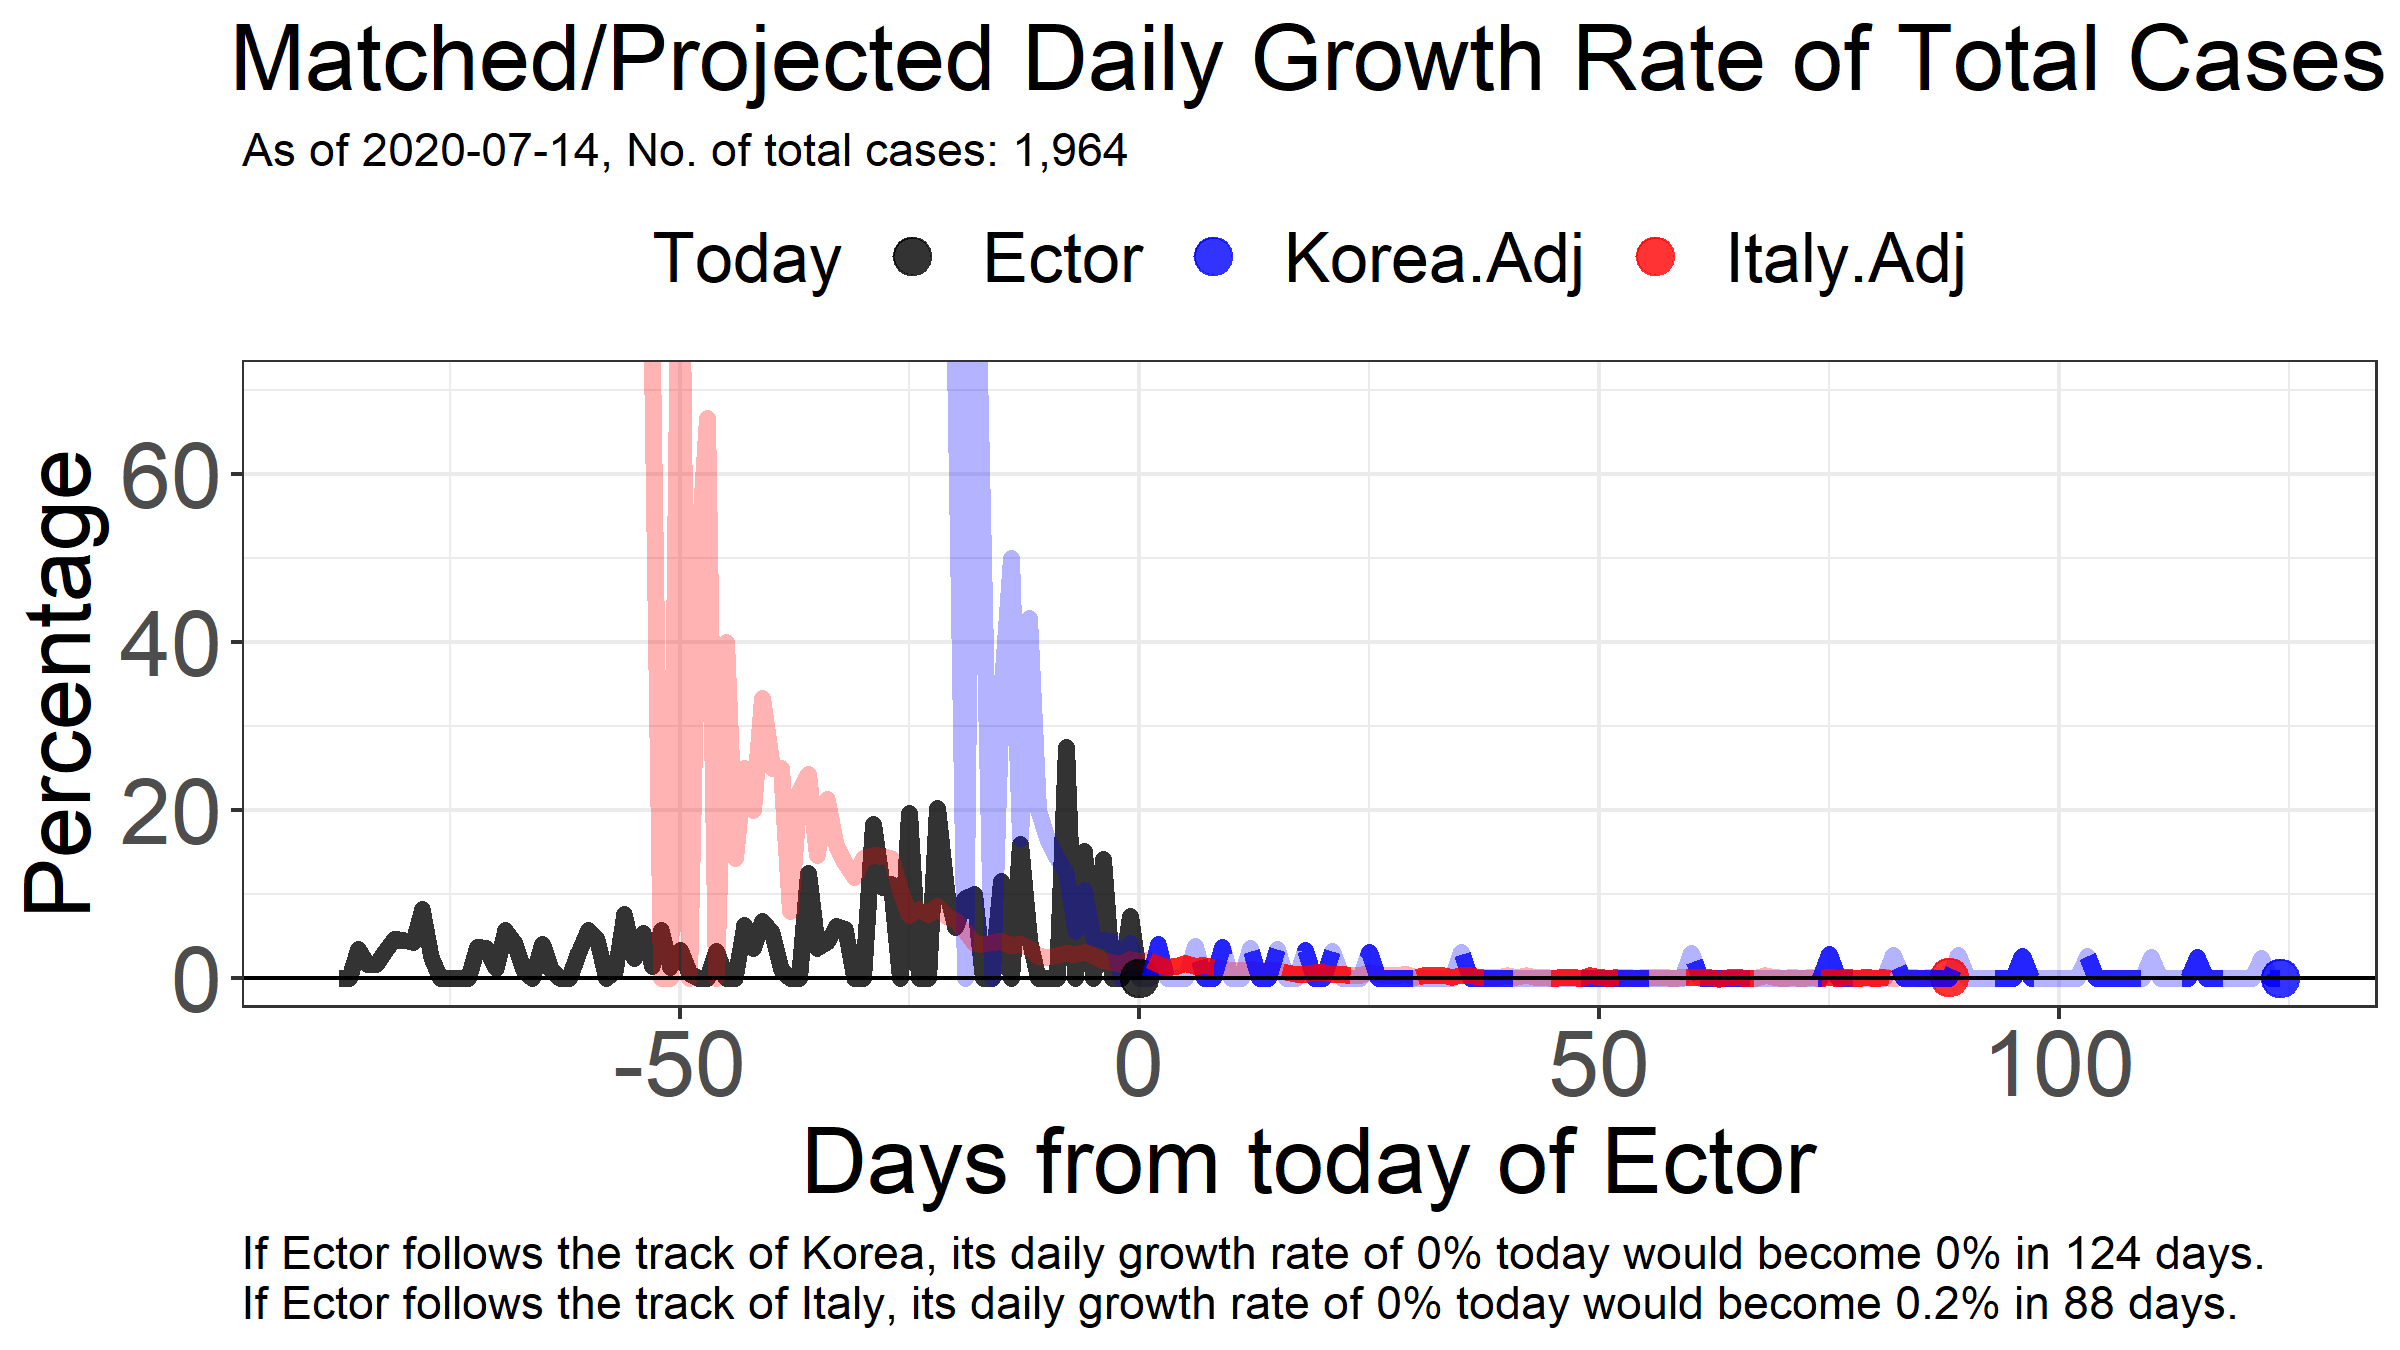 Matched/Projected Daily Growth Rate of Total Cases
As of 2020-07-14, No. of total cases: 1,964
Today Ector Korea.Adj Italy.Adj
Percentage
60
40
20
0
-50 0 50 100
Days from today of Ector
If Ector follows the track of Korea, its daily growth rate of 0% today would become 0% in 124 days.
If Ector follows the track of Italy, its daily growth rate of 0% today would become 0.2% in 88 days.